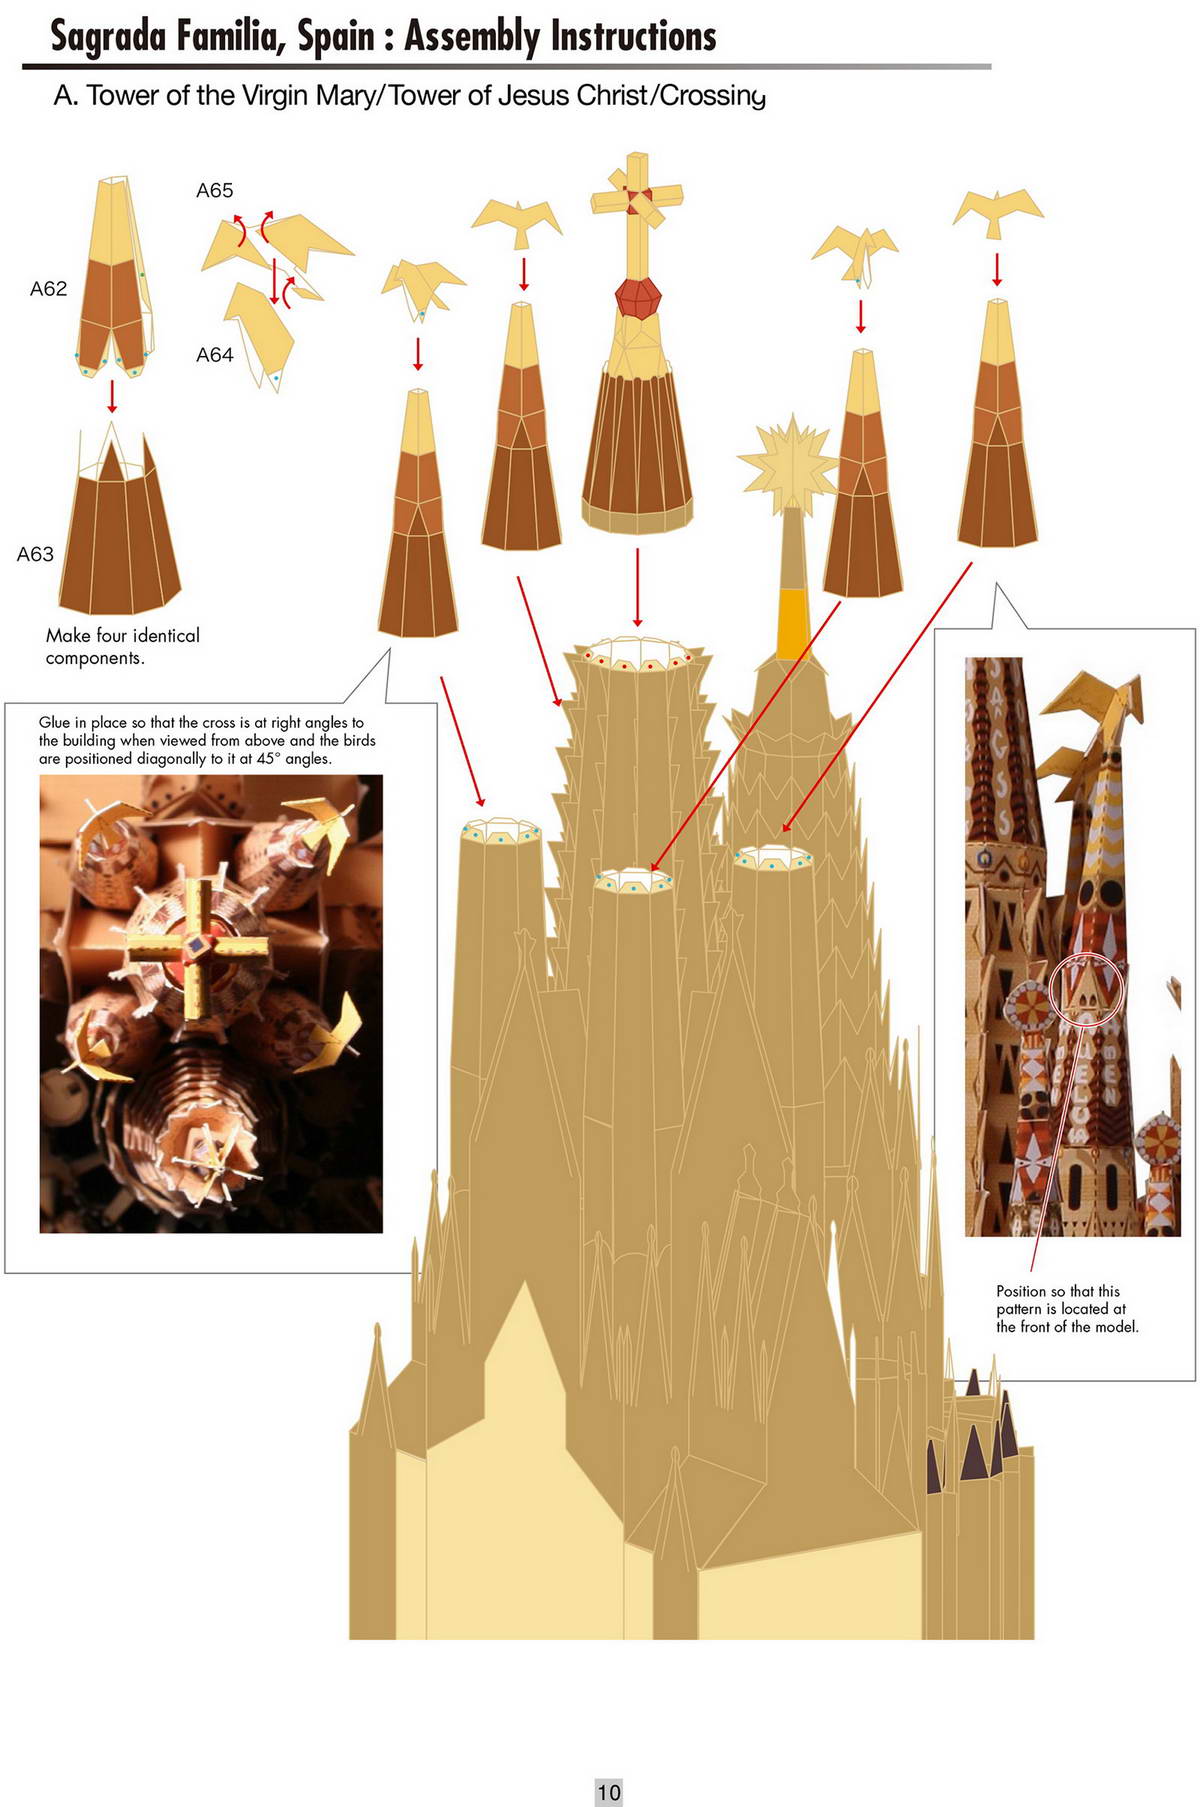 Sagrada Familia, Spain : Assembly Instructions
A. Tower of the Virgin Mary/Tower of Jesus Christ/Crossing
A65
A62
A64
A63
Make four identical
components.
Glue in place so that the cross is at right angles to
the building when viewed from above and the birds
are positioned diagonally to it at 45° angles.
Position so that this
pattern is located at
the front of the model.
10